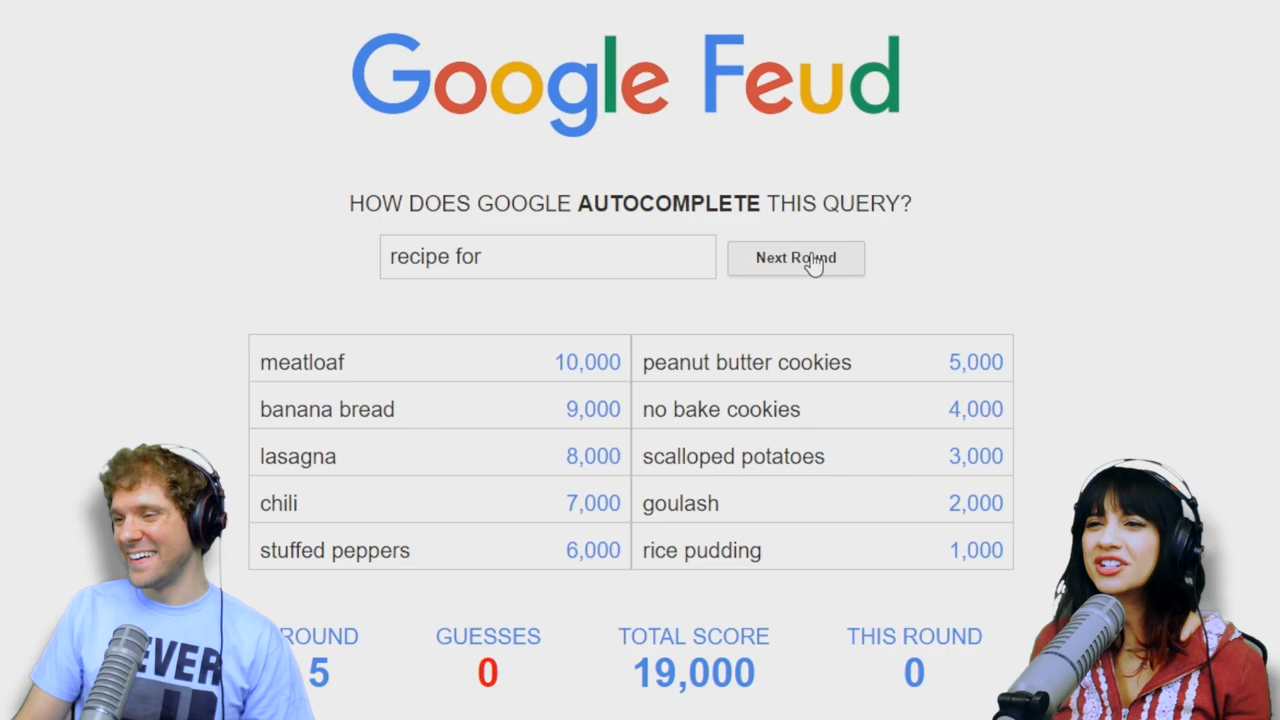 Google Feud
HOW DOES GOOGLE AUTOCOMPLETE THIS QUERY?
recipe for
Next Round
meatloaf 10,000 peanut butter cookies 5,000
banana bread 9,000 no bake cookies 4,000
lasagna 8,000 scalloped potatoes 3,000
chili 7,000 goulash 2,000
stuffed peppers 6,000 rice pudding 1,000
ROUND GUESSES TOTAL SCORE THIS ROUND
5 0 19,000 0